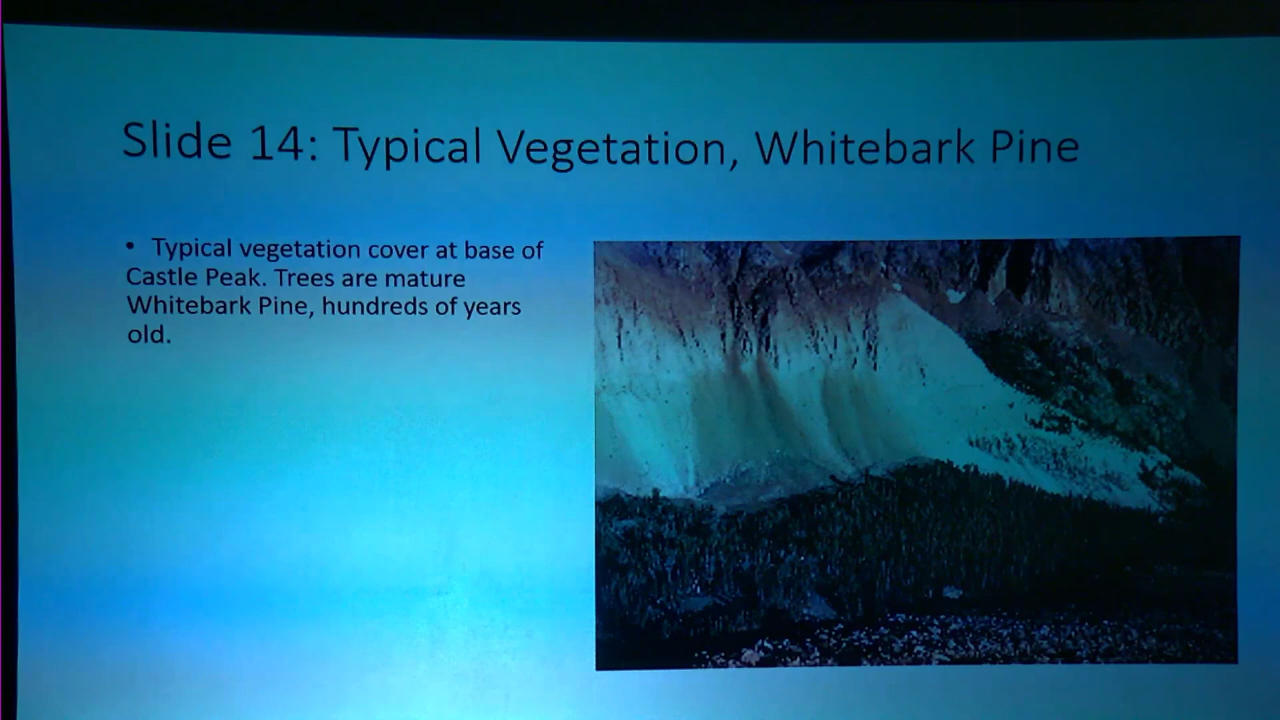 Slide 14: Typical Vegetation, Whitebark Pine
• Typical vegetation cover at base of
Castle Peak. Trees are mature
Whitebark Pine, hundreds of years
old.